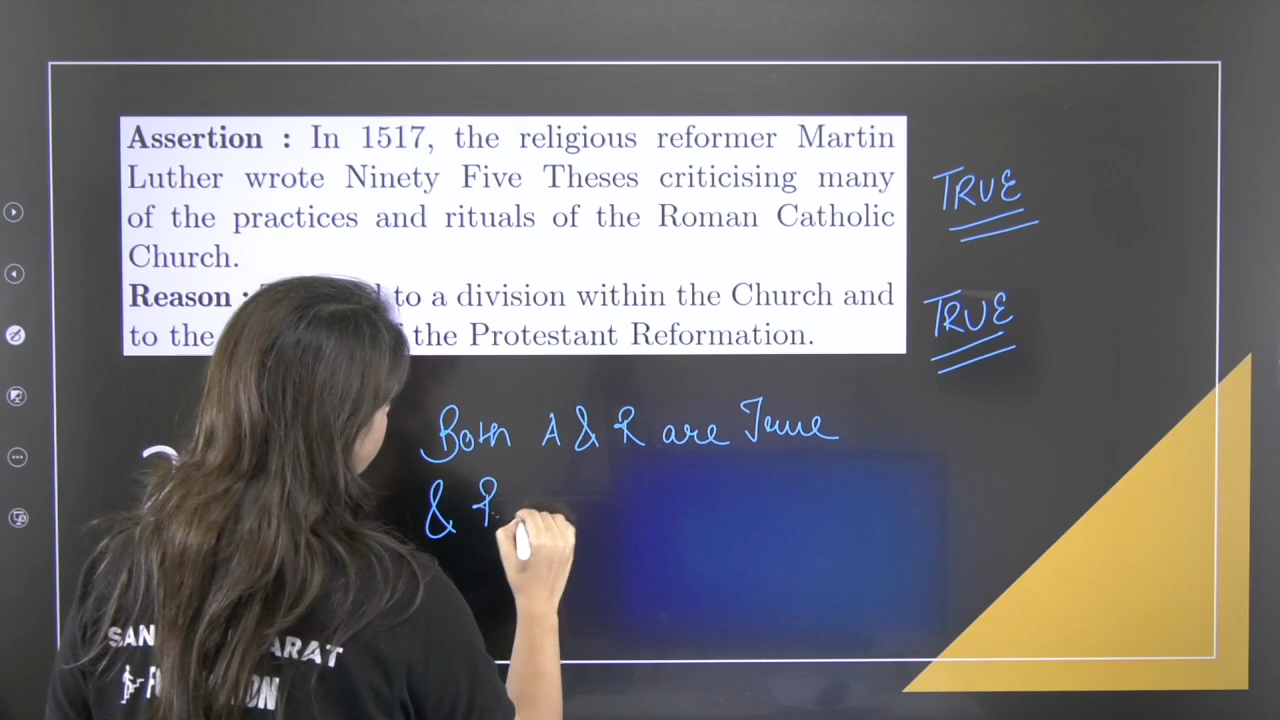 Assertion : In 1517, the religious reformer Martin
Luther wrote Ninety Five Theses criticising many
of the practices and rituals of the Roman Catholic
Church.
Reason : to a division within the Church and
to the the Protestant Reformation.
TRUE
TRUE
Both A & R are True
& R
SAN ARAT